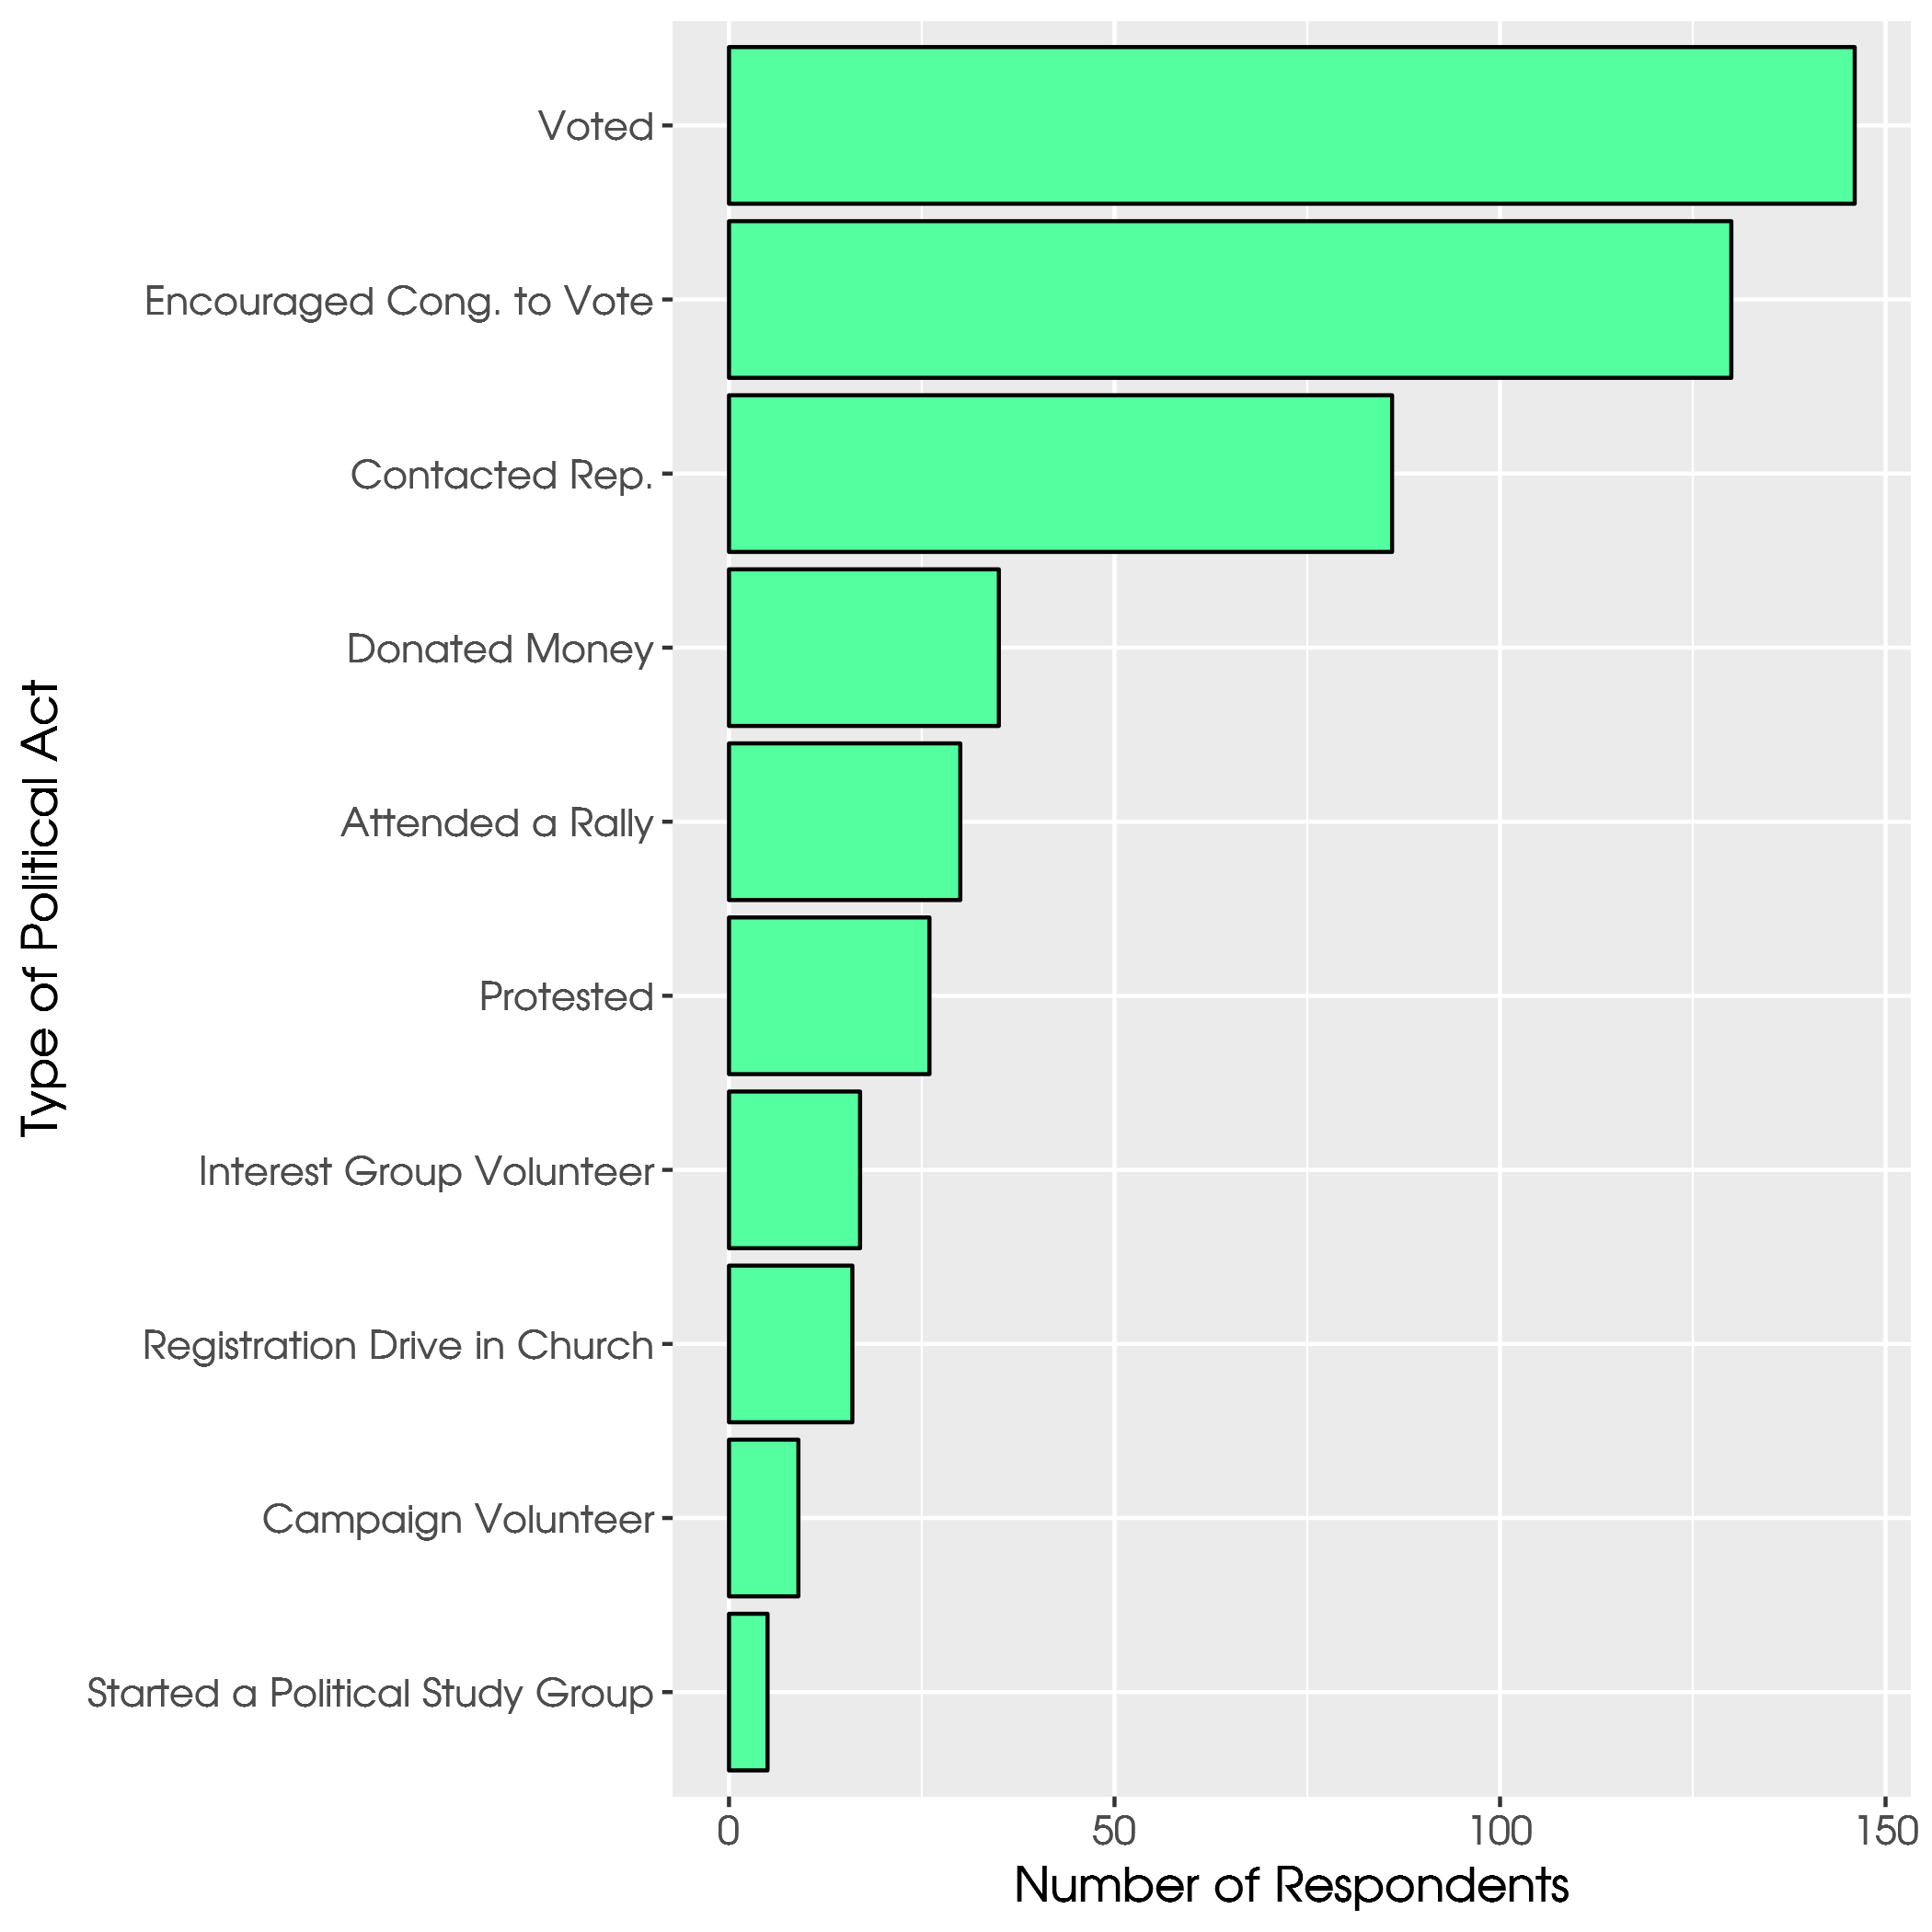 Type of Political Act
Voted
Encouraged Cong. to Vote
Contacted Rep.
Donated Money
Attended a Rally
Protested
Interest Group Volunteer
Registration Drive in Church
Campaign Volunteer
Started a Political Study Group
0 50 100 150
Number of Respondents